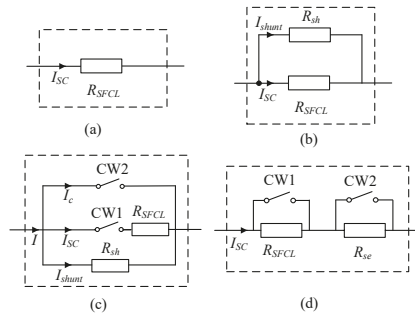 I_SC
R_SFCL
(a)
I_shunt
R_sh
I_SC
R_SFCL
(b)
CW2
I_c
CW1
R_SFCL
I
I_SC
R_sh
I_shunt
(c)
CW1
CW2
I_SC
R_SFCL
R_se
(d)